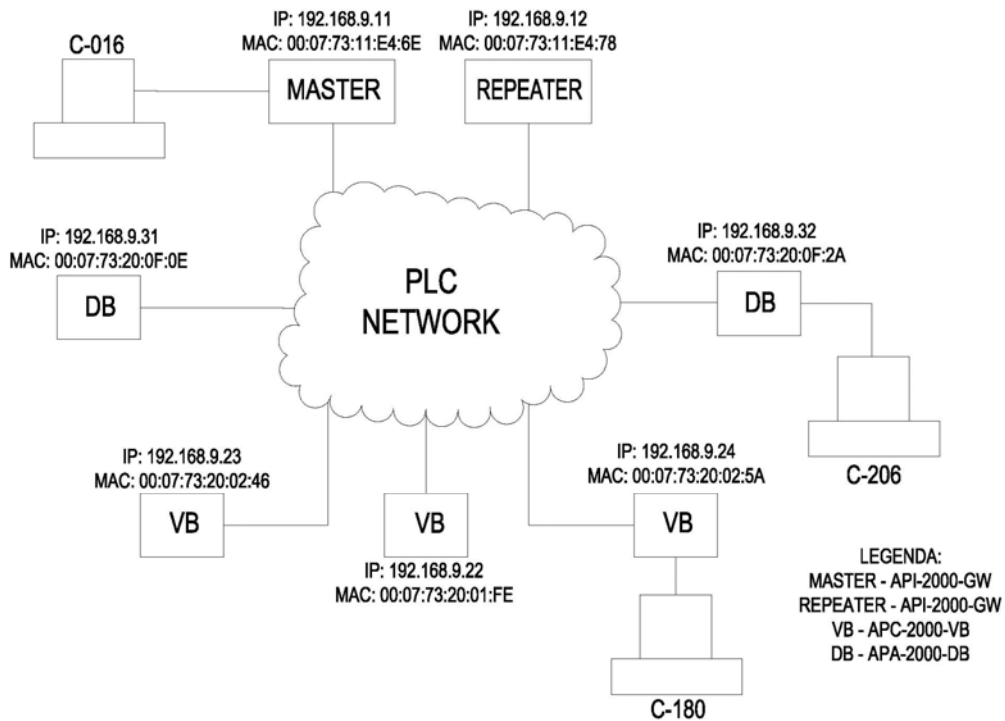 IP: 192.168.9.11
MAC: 00:07:73:11:E4:6E
IP: 192.168.9.12
MAC: 00:07:73:11:E4:78
C-016
MASTER
REPEATER
IP: 192.168.9.31
MAC: 00:07:73:20:0F:0E
DB
PLC
NETWORK
IP: 192.168.9.32
MAC: 00:07:73:20:0F:2A
DB
C-206
IP: 192.168.9.23
MAC: 00:07:73:20:02:46
VB
VB
IP: 192.168.9.22
MAC: 00:07:73:20:01:FE
IP: 192.168.9.24
MAC: 00:07:73:20:02:5A
VB
C-180
LEGENDA:
MASTER - API-2000-GW
REPEATER - API-2000-GW
VB - APC-2000-VB
DB - APA-2000-DB